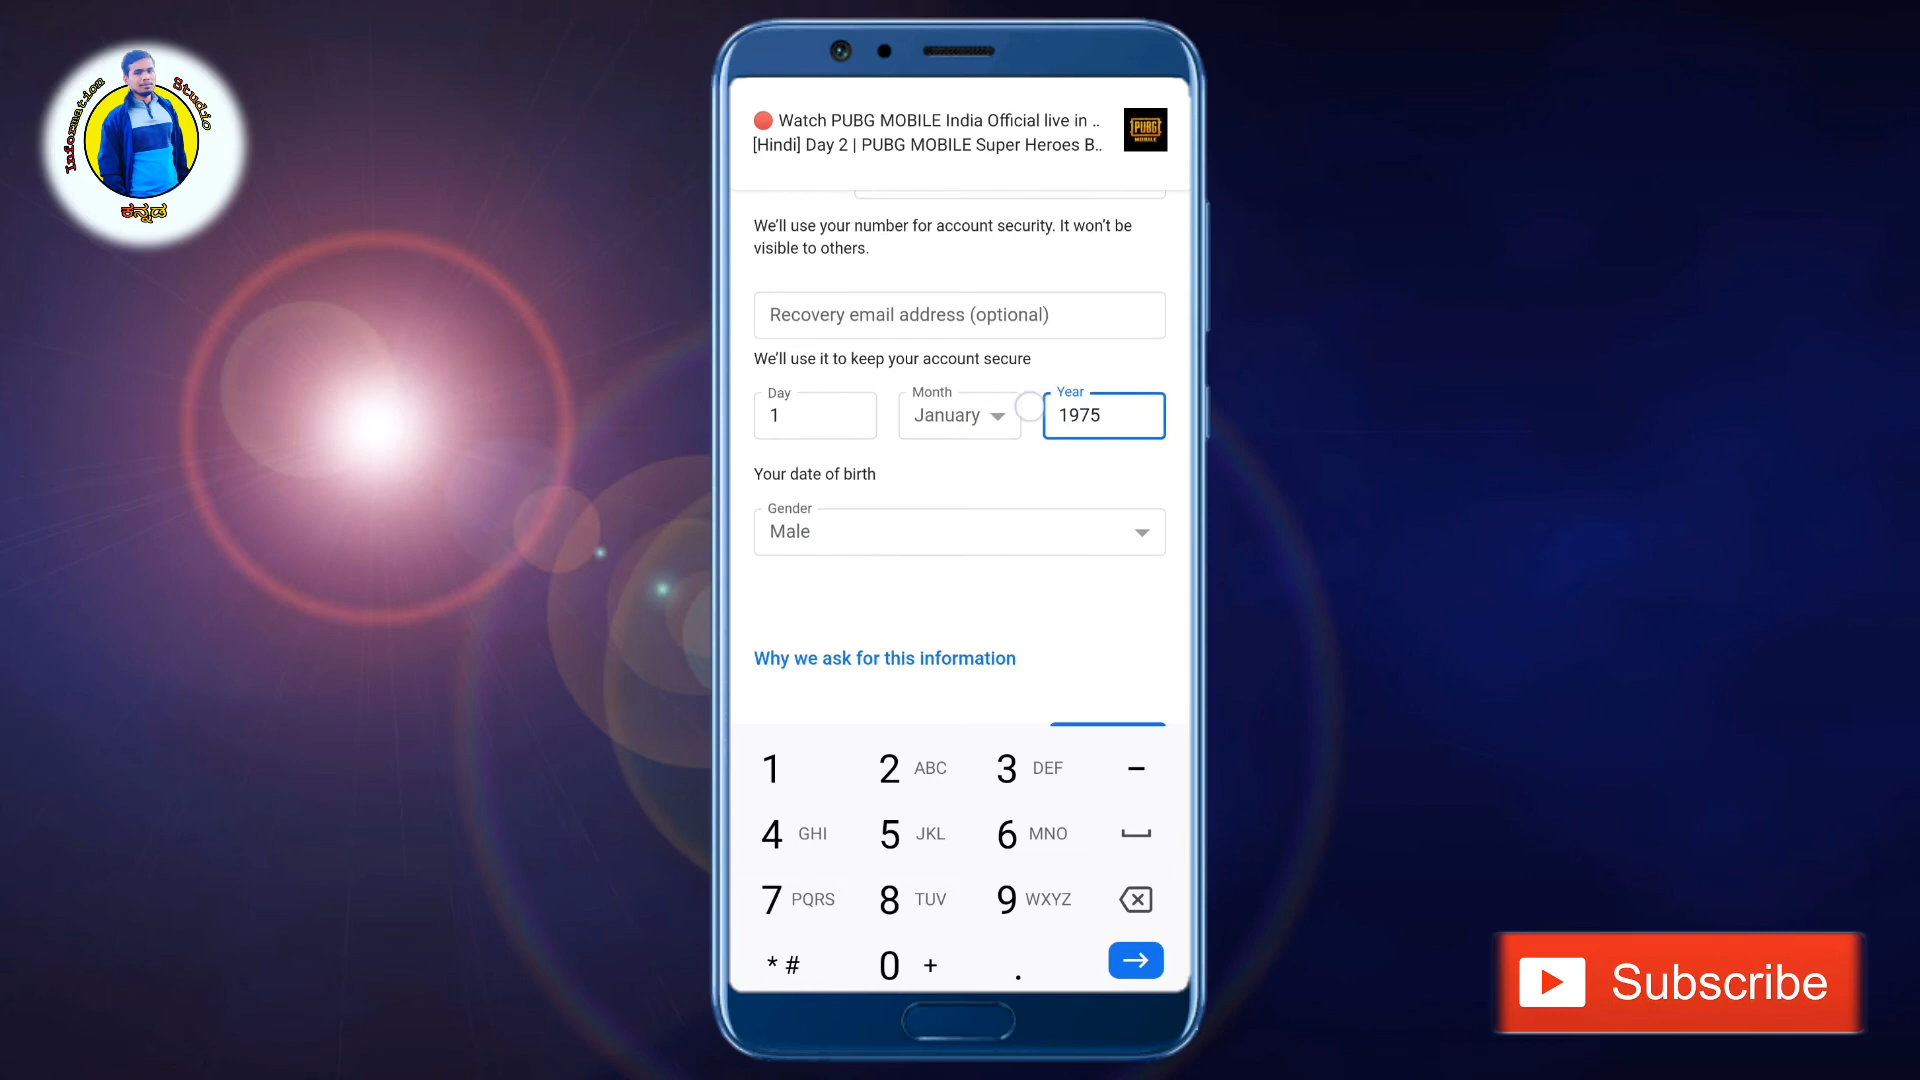 Information Studio
ಕನ್ನಡ
Watch PUBG MOBILE India Official live in ..
[Hindi] Day 2 | PUBG MOBILE Super Heroes B..
PUBG
MOBILE
We'll use your number for account security. It won't be
visible to others.
Recovery email address (optional)
We'll use it to keep your account secure
Day Month Year
1 January 1975
Your date of birth
Gender
Male
Why we ask for this information
1 2 ABC 3 DEF -
4 GHI 5 JKL 6 MNO
7 PQRS 8 TUV 9 WXYZ
* # 0 + .
Subscribe